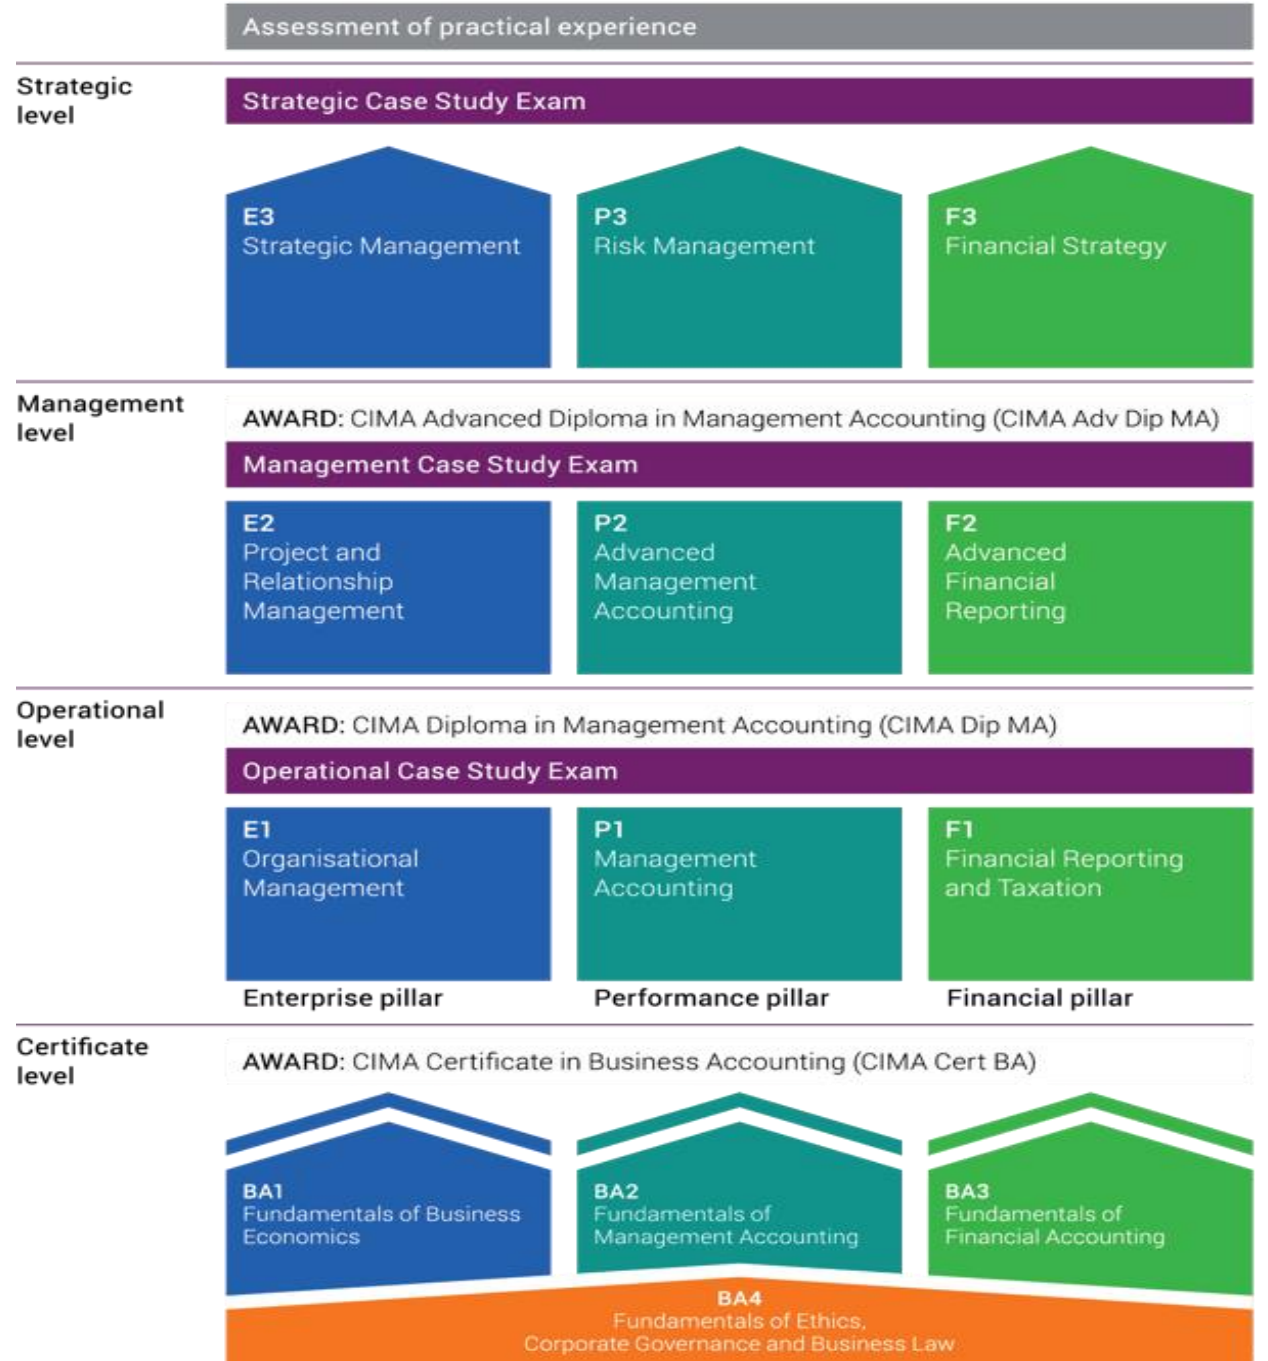 Assessment of practical experience
Strategic
level
Strategic Case Study Exam
E3
Strategic Management
P3
Risk Management
F3
Financial Strategy
Management
level
AWARD: CIMA Advanced Diploma in Management Accounting (CIMA Adv Dip MA)
Management Case Study Exam
E2
Project and
Relationship
Management
P2
Advanced
Management
Accounting
F2
Advanced
Financial
Reporting
Operational
level
AWARD: CIMA Diploma in Management Accounting (CIMA Dip MA)
Operational Case Study Exam
E1
Organisational
Management
P1
Management
Accounting
F1
Financial Reporting
and Taxation
Enterprise pillar
Performance pillar
Financial pillar
Certificate
level
AWARD: CIMA Certificate in Business Accounting (CIMA Cert BA)
BA1
Fundamentals of Business
Economics
BA2
Fundamentals of
Management Accounting
BA3
Fundamentals of
Financial Accounting
BA4
Fundamentals of Ethics,
Corporate Governance and Business Law